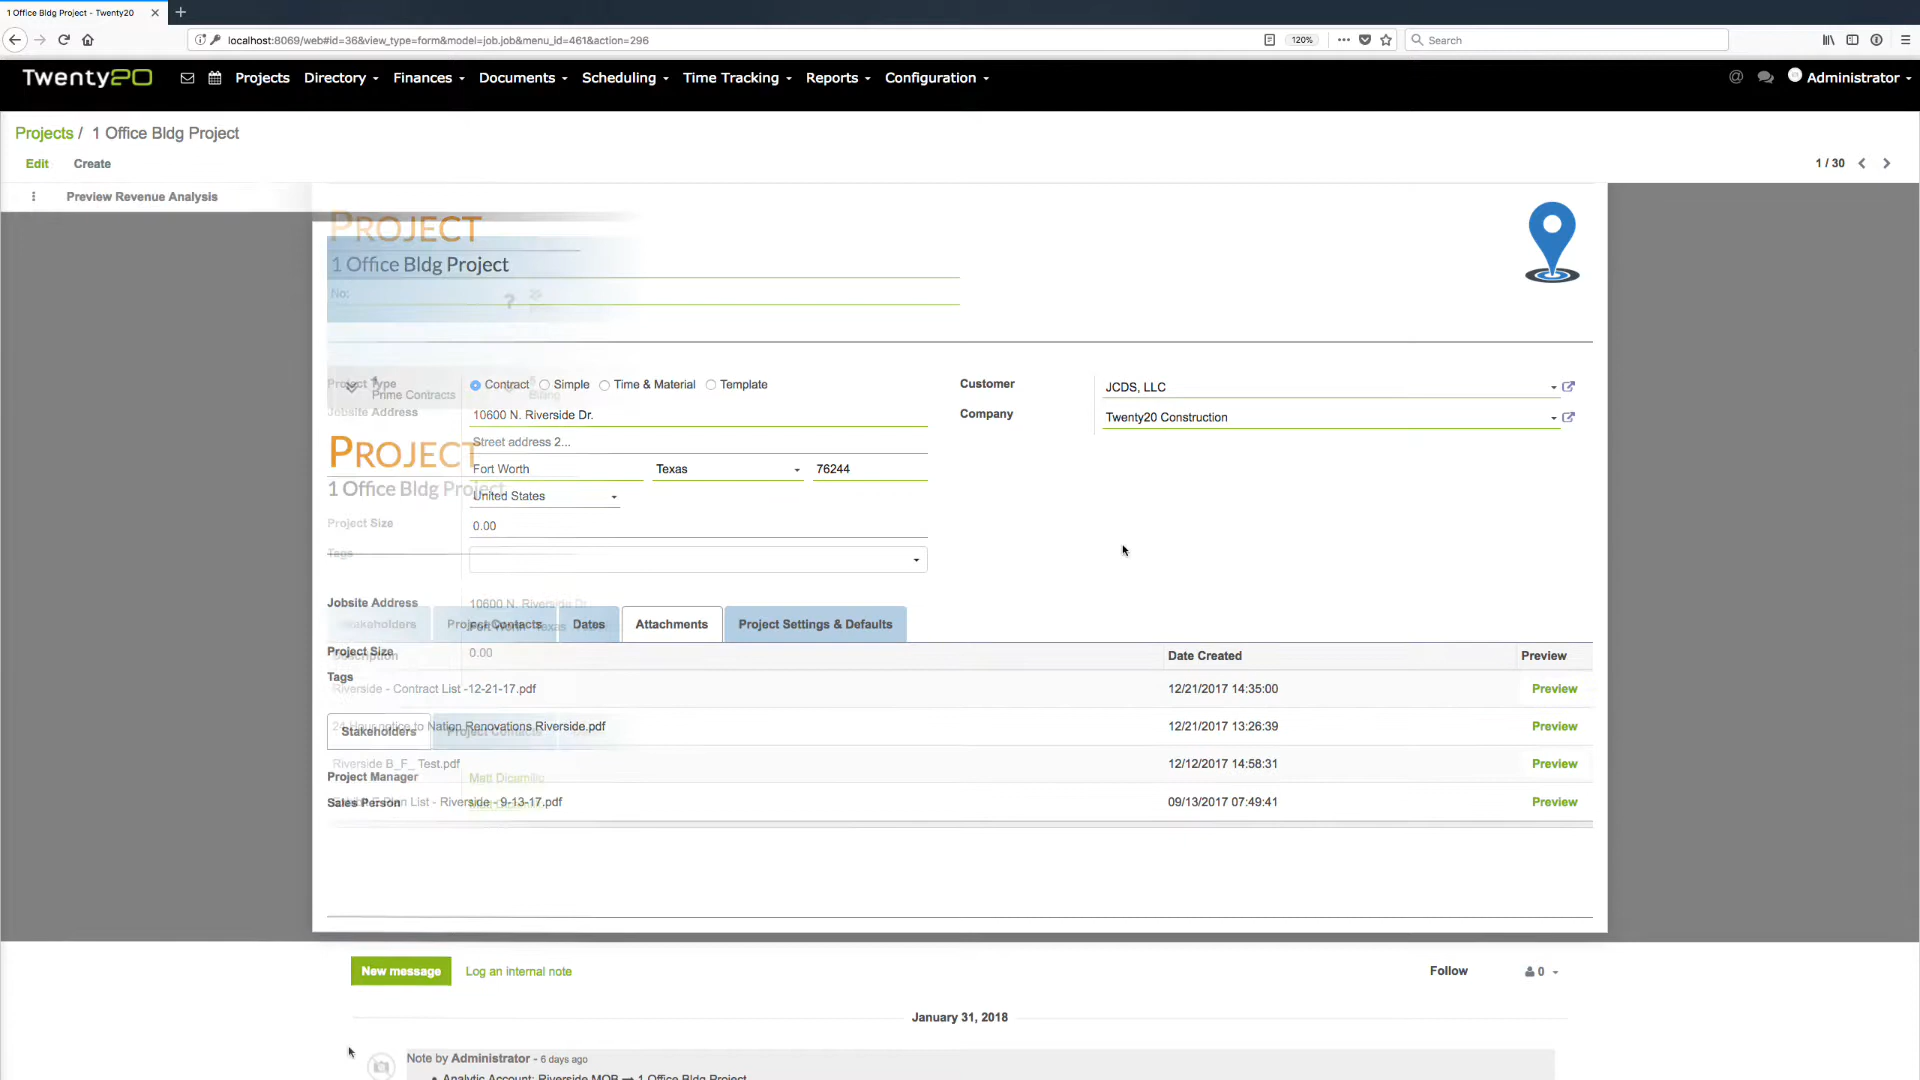 1 Office Bldg Project - Twenty20
localhost:8069/web#id=36&view_type=form&model=job.job&menu_id=461&action=296
120%
Search
Twenty20
Projects
Directory
Finances
Documents
Scheduling
Time Tracking
Reports
Configuration
Administrator
Projects / 1 Office Bldg Project
Edit
Create
1 / 30
Preview Revenue Analysis
PROJECT
1 Office Bldg Project
No:
?
Project Type
Contract
Simple
Time & Material
Template
Customer
JCDS, LLC
Prime Contracts
Billing
Jobsite Address
10600 N. Riverside Dr.
Company
Twenty20 Construction
Street address 2...
PROJECT
Fort Worth
Texas
76244
1 Office Bldg Project
United States
Project Size
0.00
Tags
Jobsite Address
10600 N. Riverside Dr.
Stakeholders
Project Contacts
Fort Worth Texas
Dates
Attachments
Project Settings & Defaults
Project Size
0.00
Description
Date Created
Preview
Tags
Riverside - Contract List -12-21-17.pdf
12/21/2017 14:35:00
Preview
Hour notice to Nation Renovations Riverside.pdf
12/21/2017 13:26:39
Preview
Stakeholders
Project Contacts
Riverside B_F_ Test.pdf
12/12/2017 14:58:31
Preview
Project Manager
Matt Dicamillo
Sales Person
Plan List - Riverside - 9-13-17.pdf
09/13/2017 07:49:41
Preview
New message
Log an internal note
Follow
0
January 31, 2018
Note by Administrator - 6 days ago
Analytic Account: Riverside MOB → 1 Office Bldg Project